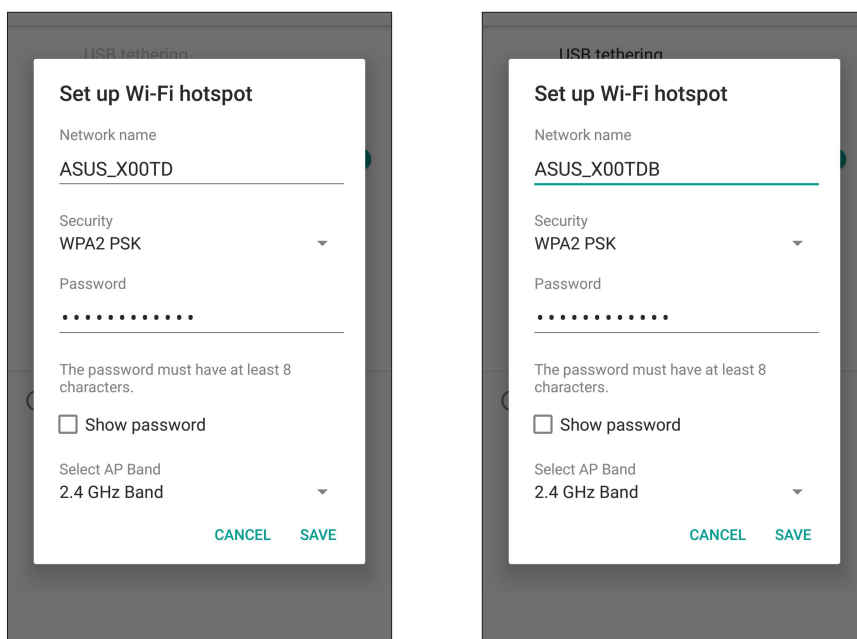 USB tethering
Set up Wi-Fi hotspot
Network name
ASUS_X00TD
Security
WPA2 PSK
Password
••••••••••••
The password must have at least 8
characters.
Show password
Select AP Band
2.4 GHz Band
CANCEL SAVE
USB tethering
Set up Wi-Fi hotspot
Network name
ASUS_X00TDB
Security
WPA2 PSK
Password
••••••••••••
The password must have at least 8
characters.
Show password
Select AP Band
2.4 GHz Band
CANCEL SAVE